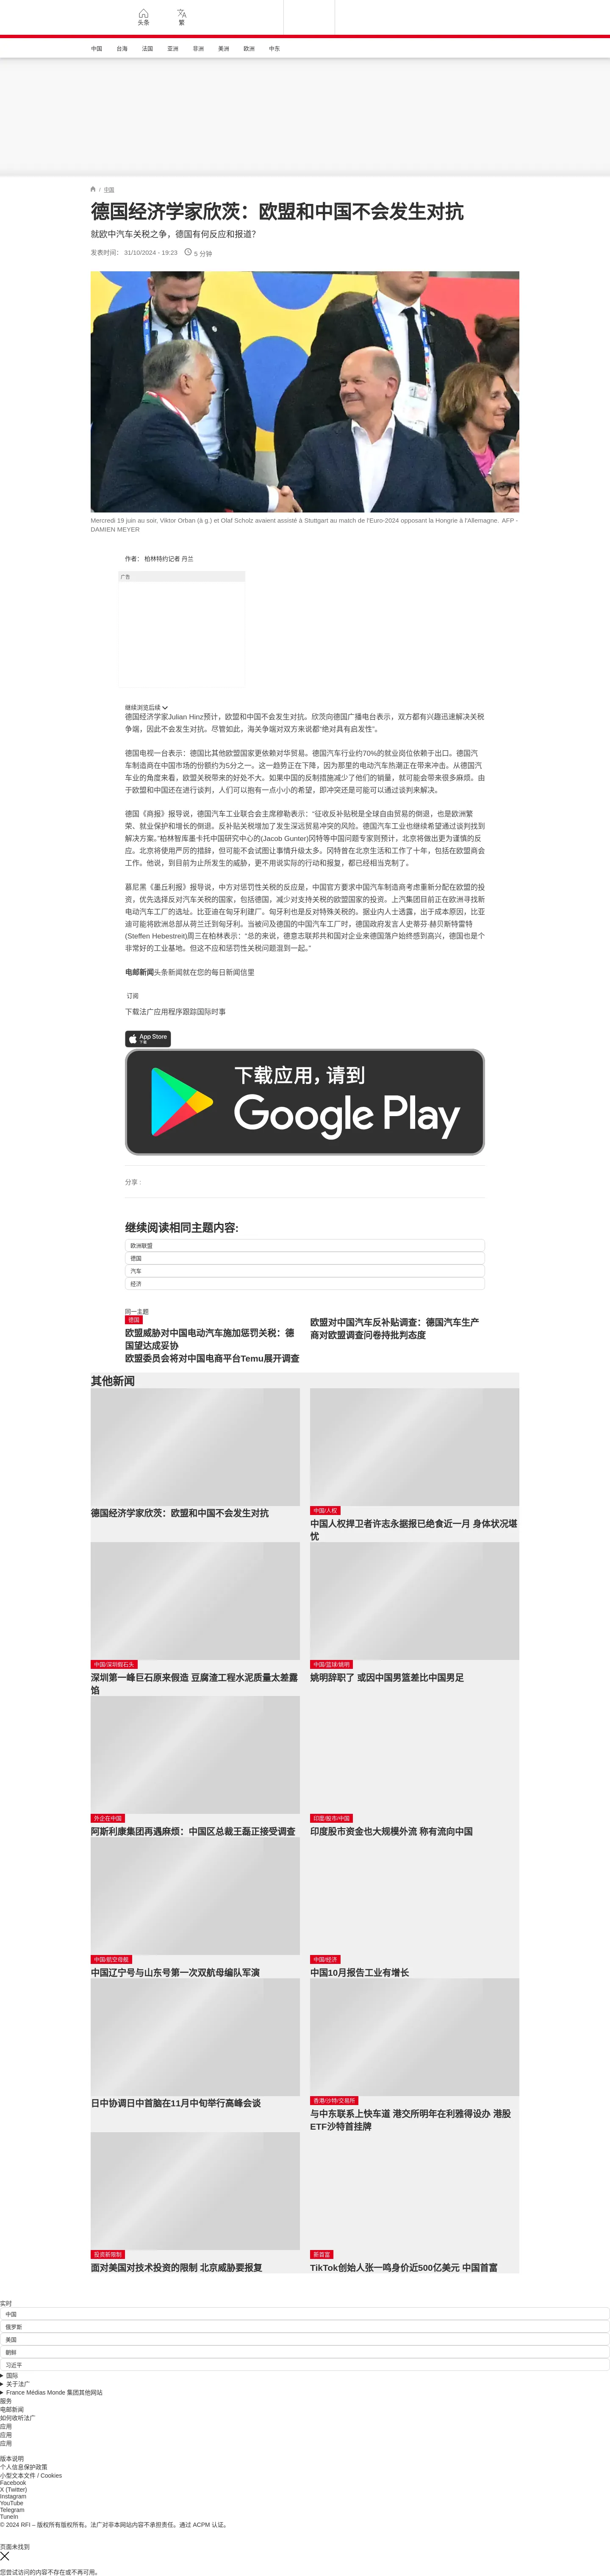 头条
繁
中国
台海
法国
亚洲
非洲
美洲
欧洲
中东
/ 中国
德国经济学家欣茨：欧盟和中国不会发生对抗
就欧中汽车关税之争，德国有何反应和报道？
发表时间： 31/10/2024 - 19:23
5 分钟
Mercredi 19 juin au soir, Viktor Orban (à g.) et Olaf Scholz avaient assisté à Stuttgart au match de l'Euro-2024 opposant la Hongrie à l'Allemagne. AFP -
DAMIEN MEYER
作者： 柏林特约记者 丹兰
广告
继续浏览后续
德国经济学家Julian Hinz预计，欧盟和中国不会发生对抗。欣茨向德国广播电台表示，双方都有兴趣迅速解决关税
争端，因此不会发生对抗。尽管如此，海关争端对双方来说都“绝对具有启发性”。
德国电视一台表示：德国比其他欧盟国家更依赖对华贸易。德国汽车行业约70%的就业岗位依赖于出口。德国汽
车制造商在中国市场的份额约为5分之一。这一趋势正在下降，因为那里的电动汽车热潮正在带来冲击。从德国汽
车业的角度来看，欧盟关税带来的好处不大。如果中国的反制措施减少了他们的销量，就可能会带来很多麻烦。由
于欧盟和中国还在进行谈判，人们可以抱有一点小小的希望，即冲突还是可能可以通过谈判来解决。
德国《商报》报导说，德国汽车工业联合会主席穆勒表示：“征收反补贴税是全球自由贸易的倒退，也是欧洲繁
荣、就业保护和增长的倒退。反补贴关税增加了发生深远贸易冲突的风险。德国汽车工业也继续希望通过谈判找到
解决方案。”柏林智库墨卡托中国研究中心的(Jacob Gunter)冈特等中国问题专家则预计，北京将做出更为谨慎的反
应。北京将使用严厉的措辞，但可能不会试图让事情升级太多。冈特曾在北京生活和工作了十年，包括在欧盟商会
工作。他说，到目前为止所发生的威胁，更不用说实际的行动和报复，都已经相当克制了。
慕尼黑《墨丘利报》报导说，中方对惩罚性关税的反应是，中国官方要求中国汽车制造商考虑重新分配在欧盟的投
资，优先选择反对汽车关税的国家，包括德国，减少对支持关税的欧盟国家的投资。上汽集团目前正在欧洲寻找新
电动汽车工厂的选址。比亚迪在匈牙利建厂。匈牙利也是反对特殊关税的。据业内人士透露，出于成本原因，比亚
迪可能将欧洲总部从荷兰迁到匈牙利。当被问及德国的中国汽车工厂时，德国政府发言人史蒂芬·赫贝斯特雷特
(Steffen Hebestreit)周三在柏林表示：“总的来说，德意志联邦共和国对企业来德国落户始终感到高兴，德国也是个
非常好的工业基地。但这不应和惩罚性关税问题混到一起。”
电邮新闻头条新闻就在您的每日新闻信里
订阅
下载法广应用程序跟踪国际时事
App Store
下载
下载应用，请到
Google Play
分享 :
继续阅读相同主题内容:
欧洲联盟
德国
汽车
经济
同一主题
德国
欧盟威胁对中国电动汽车施加惩罚关税：德
国望达成妥协
欧盟对中国汽车反补贴调查：德国汽车生产
商对欧盟调查问卷持批判态度
欧盟委员会将对中国电商平台Temu展开调查
其他新闻
德国经济学家欣茨：欧盟和中国不会发生对抗
中国/人权
中国人权捍卫者许志永据报已绝食近一月 身体状况堪
忧
中国/深圳假石头
深圳第一峰巨石原来假造 豆腐渣工程水泥质量太差露
馅
中国/篮球/姚明
姚明辞职了 或因中国男篮差比中国男足
外企在中国
阿斯利康集团再遇麻烦：中国区总裁王磊正接受调查
印度/股市/中国
印度股市资金也大规模外流 称有流向中国
中国/航空母舰
中国辽宁号与山东号第一次双航母编队军演
中国/经济
中国10月报告工业有增长
日中协调日中首脑在11月中旬举行高峰会谈
香港/沙特/交易所
与中东联系上快车道 港交所明年在利雅得设办 港股
ETF沙特首挂牌
投资新限制
面对美国对技术投资的限制 北京威胁要报复
新首富
TikTok创始人张一鸣身价近500亿美元 中国首富
实时
中国
俄罗斯
美国
朝鲜
习近平
国际
关于法广
France Médias Monde 集团其他网站
服务
电邮新闻
如何收听法广
应用
应用
应用
版本说明
个人信息保护政策
小型文本文件 / Cookies
Facebook
X (Twitter)
Instagram
YouTube
Telegram
TuneIn
© 2024 RFI – 版权所有版权所有。法广对非本网站内容不承担责任。通过 ACPM 认证。
页面未找到
您尝试访问的内容不存在或不再可用。